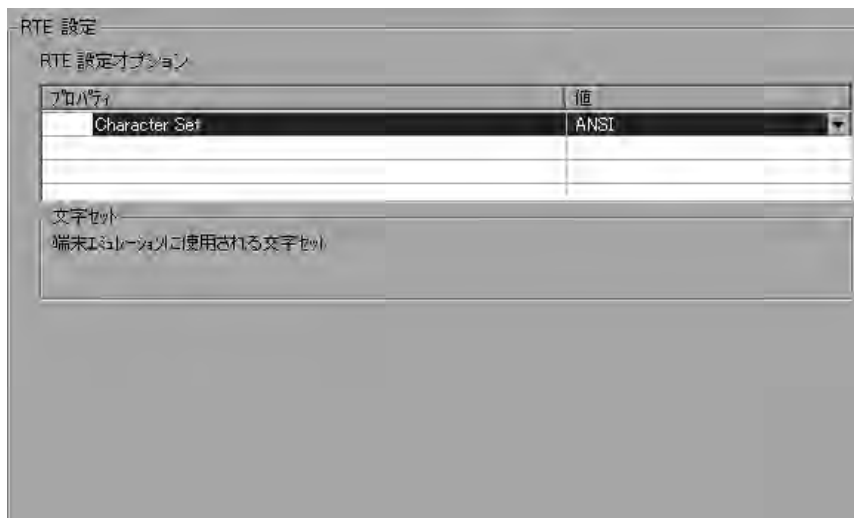 RTE 設定
RTE 設定オプション
プロパティ 値
Character Set ANSI
文字セット
端末エミュレーションに使用される文字セット